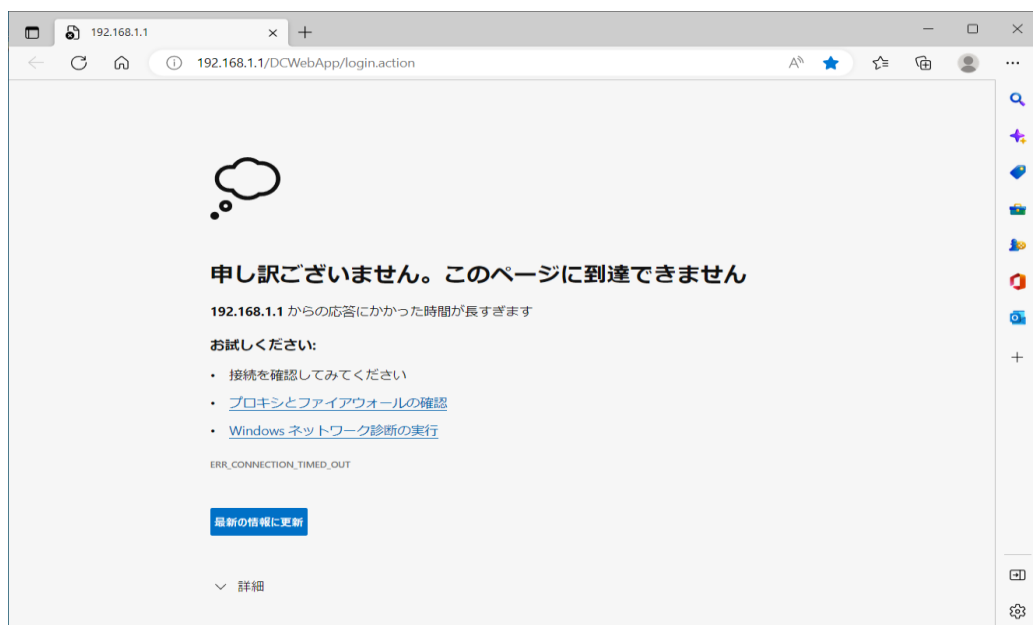 192.168.1.1
192.168.1.1/DCWebApp/login.action
申し訳ございません。このページに到達できません
192.168.1.1 からの応答にかかった時間が長すぎます
お試しください:
• 接続を確認してみてください
• プロキシとファイアウォールの確認
• Windows ネットワーク診断の実行
ERR_CONNECTION_TIMED_OUT
最新の情報に更新
詳細